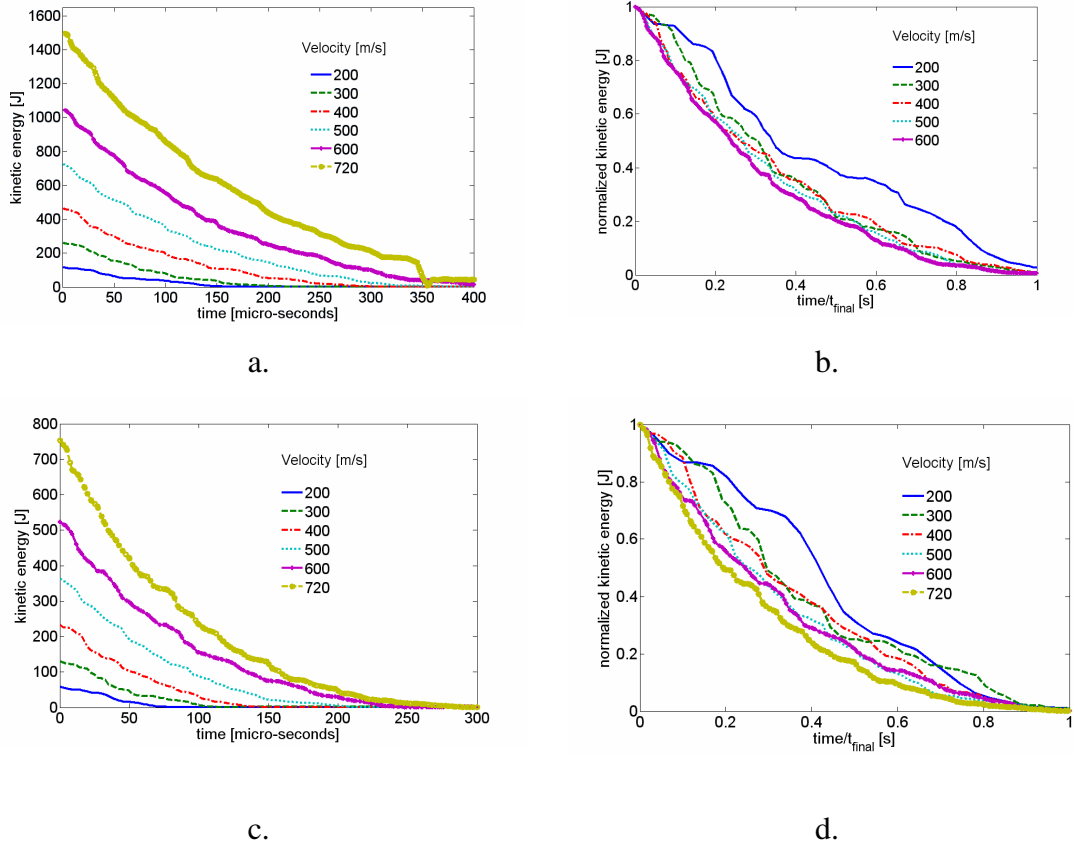 1600
1400
1200
1000
800
600
400
200
0
kinetic energy [J]
Velocity [m/s]
200
300
400
500
600
720
0 50 100 150 200 250 300 350 400
time [micro-seconds]
a.
1
0.8
0.6
0.4
0.2
0
normalized kinetic energy [J]
Velocity [m/s]
200
300
400
500
600
0 0.2 0.4 0.6 0.8 1
time/t_final [s]
b.
800
700
600
500
400
300
200
100
0
kinetic energy [J]
Velocity [m/s]
200
300
400
500
600
720
0 50 100 150 200 250 300
time [micro-seconds]
c.
1
0.8
0.6
0.4
0.2
0
normalized kinetic energy [J]
Velocity [m/s]
200
300
400
500
600
720
0 0.2 0.4 0.6 0.8 1
time/t_final [s]
d.